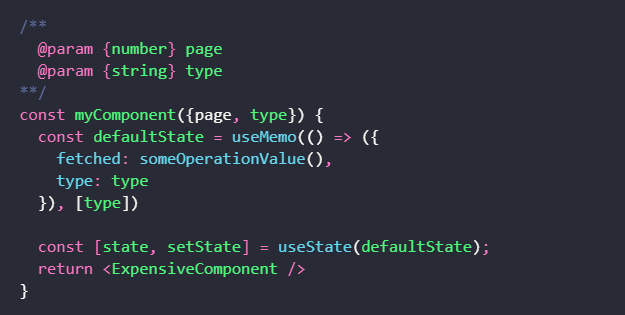 /**
  @param {number} page
  @param {string} type
**/
const myComponent({page, type}) {
  const defaultState = useMemo(() => ({
    fetched: someOperationValue(),
    type: type
  }), [type])

  const [state, setState] = useState(defaultState);
  return <ExpensiveComponent />
}